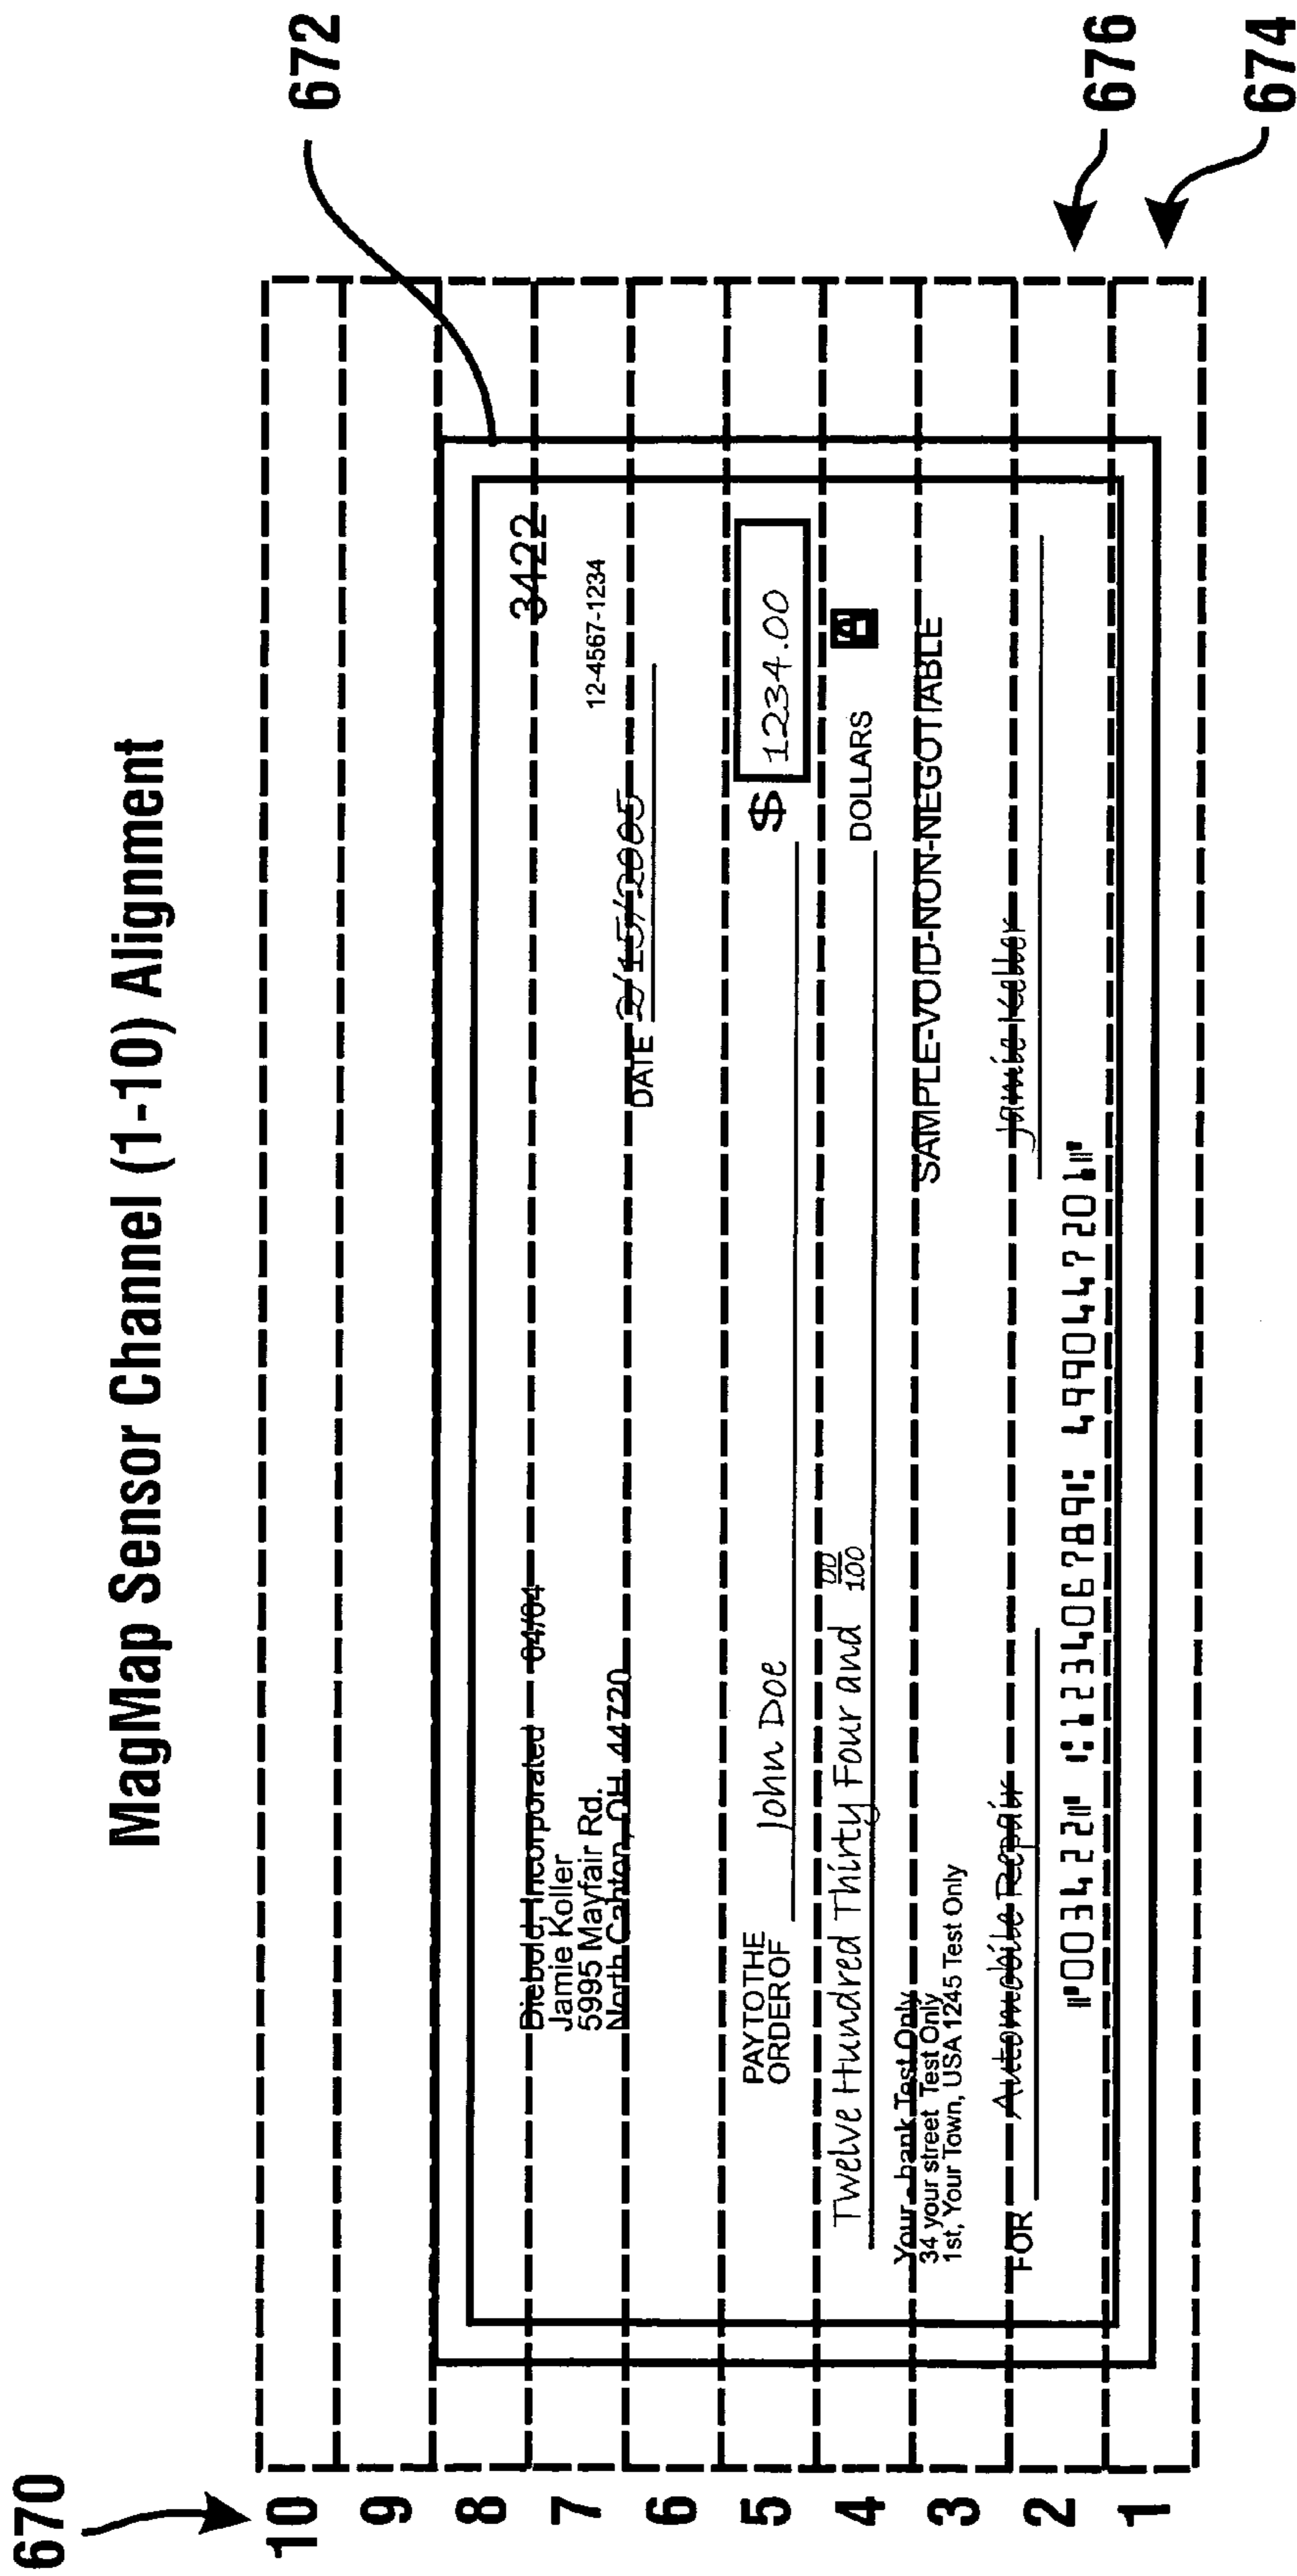 MagMap Sensor Channel (1-10) Alignment
670
672
10
9
8
7
6
5
4
3
2
1
Diebold, Incorporated 04/04
Jamie Koller
5995 Mayfair Rd.
North Canton, OH 44720
3422
12-4567-1234
DATE 2/15/2005
PAY TO THE
ORDER OF John Doe $ 1234.00
Twelve Hundred Thirty Four and 00/100 DOLLARS
Your - bank Test Only
34 your street Test Only
1st, Your Town, USA 1245 Test Only
SAMPLE-VOID-NON-NEGOTIABLE
FOR Automobile Repair Jamie Keller
⑈003422⑈ ⑆123406789⑆ 4990447201⑈
676
674